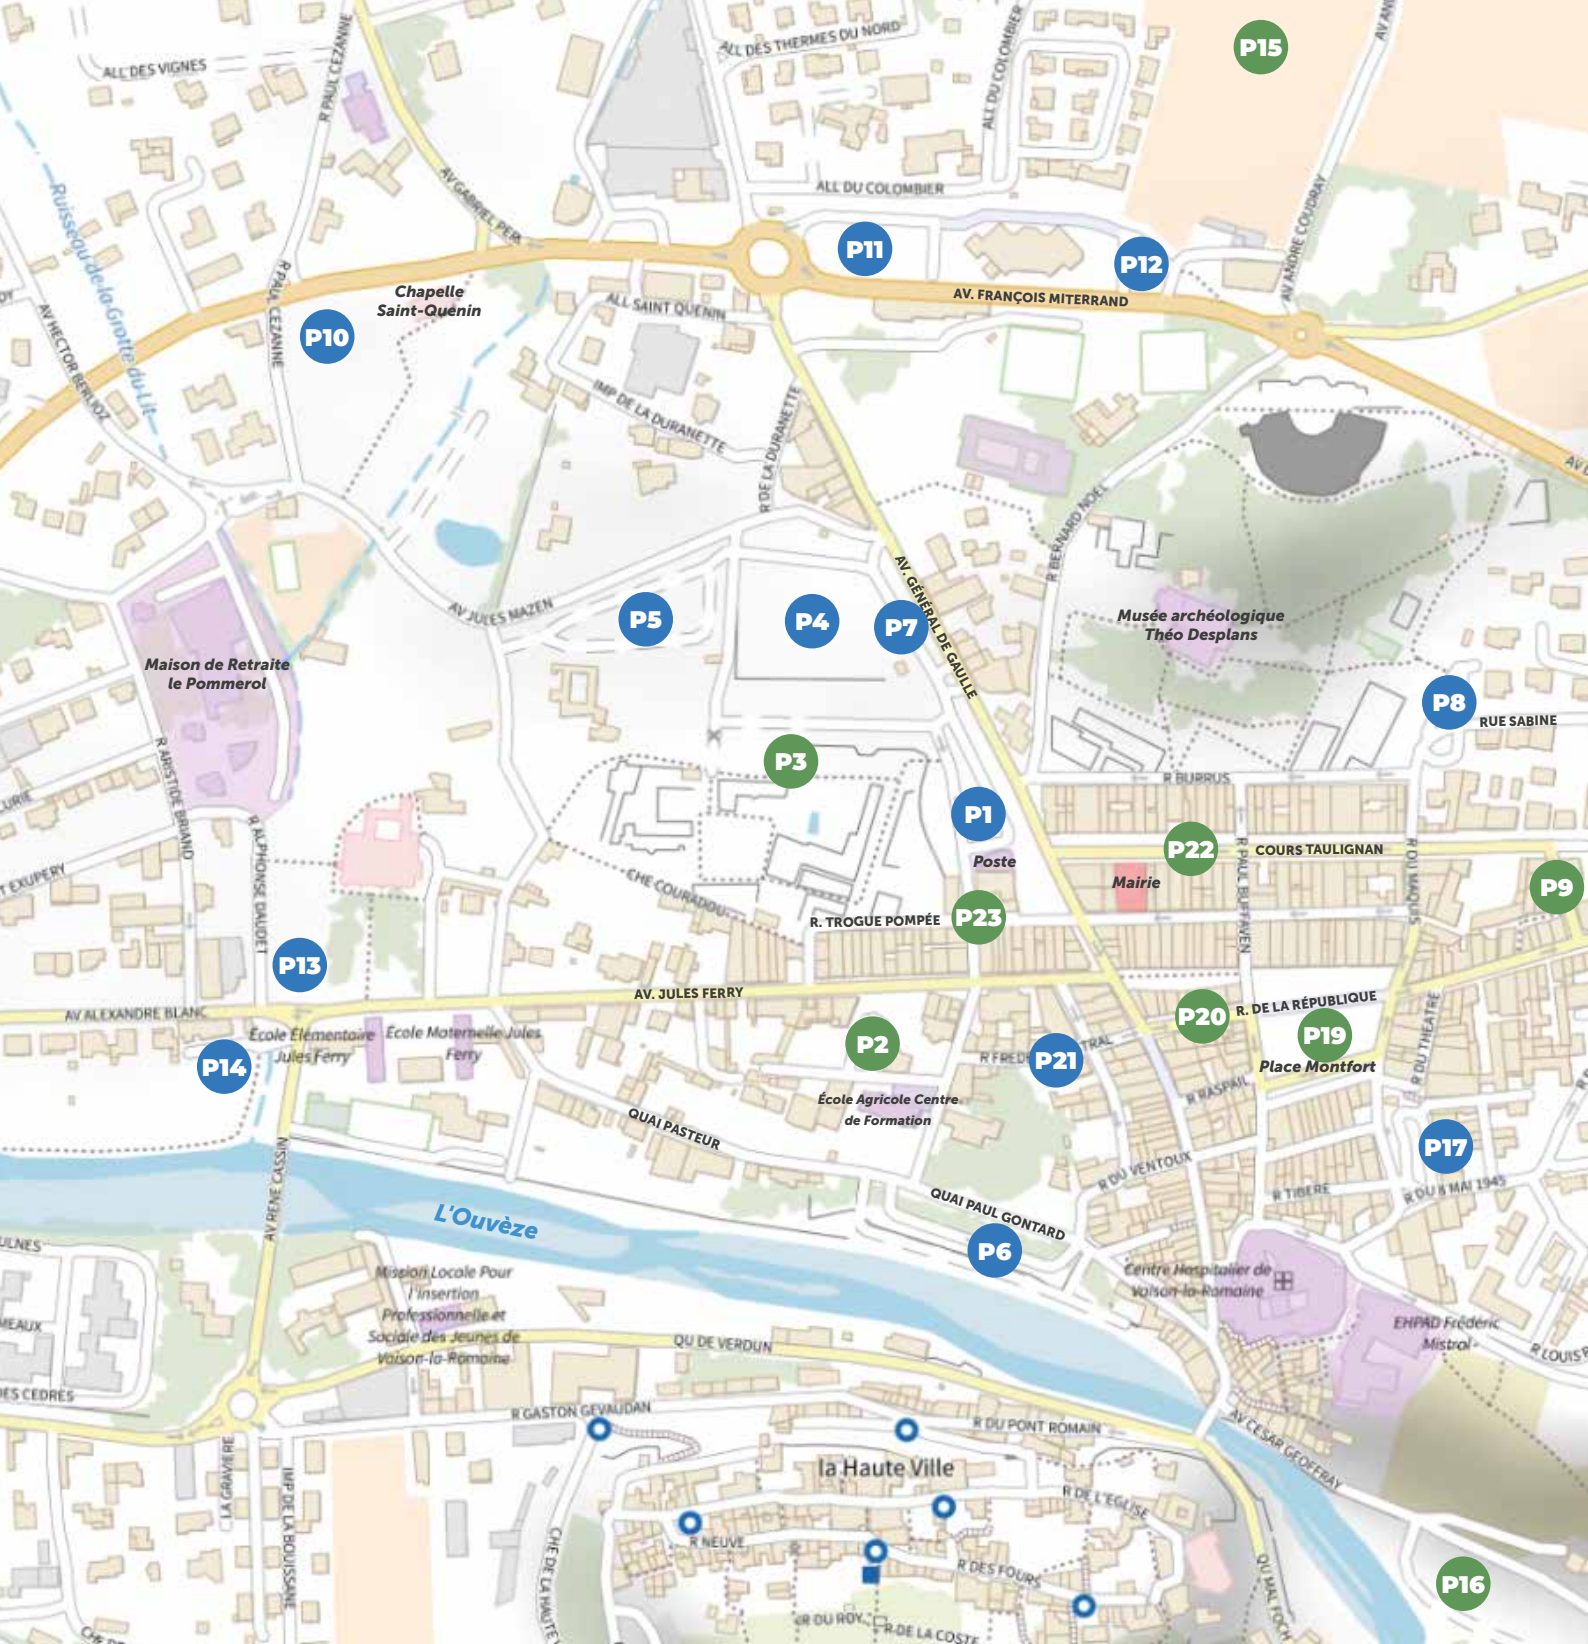 ALL DES THERMES DU NORD
P15
ALL DES VIGNES
R PAUL CEZANNE
ALL DU COLOMBIER
AV GABRIEL PERI
ALL DU COLOMBIER
Ruisseau de la Grotte du Lit
P11
P12
AV ANDRE COUDRAY
Chapelle
Saint-Quenin
AV. FRANÇOIS MITERRAND
ALL SAINT QUENIN
R PAUL CEZANNE
P10
AV HECTOR BERLIOZ
IMP DE LA DURANETTE
R DE LA DURANETTE
R BERNARD NOEL
AV. GÉNÉRAL DE GAULLE
AV JULES MAZEN
P5
P4
P7
Musée archéologique
Théo Desplans
Maison de Retraite
le Pommerol
P8
RUE SABINE
P3
R BURRUS
R ARISTIDE BRIAND
P1
P22
COURS TAULIGNAN
R DU MAQUIS
Poste
Mairie
R PAUL BUFFAVEN
P9
R ALPHONSE DAUDET
T EXUPERY
CHE COURADOU
R. TROGUE POMPÉE
P23
P13
AV. JULES FERRY
AV ALEXANDRE BLANC
R. DE LA RÉPUBLIQUE
P20
P19
R DU THEATRE
École Élémentaire
Jules Ferry
École Maternelle Jules
Ferry
P2
P21
P14
Place Montfort
R RASPAIL
École Agricole Centre
de Formation
QUAI PASTEUR
P17
R DU VENTOUX
R TIBERE
R DU 8 MAI 1945
AV RENE CASSIN
L'Ouvèze
QUAI PAUL GONTARD
P6
Centre Hospitalier de
Vaison-la-Romaine
Mission Locale Pour
l'Insertion
Professionnelle et
Sociale des Jeunes de
Vaison-la-Romaine
EHPAD Frédéric
Mistral
QU DE VERDUN
R LOUIS
ES CEDRES
R GASTON GEVAUDAN
R DU PONT ROMAIN
AV CESAR GEOFFRAY
la Haute Ville
LA GRAVIERE
IMP DE LA BOUISSANE
R DE L'EGLISE
R NEUVE
R DES FOURS
CHE DE LA HAUTE
QU MAL FOCH
P16
R DU ROY
R DE LA COSTE